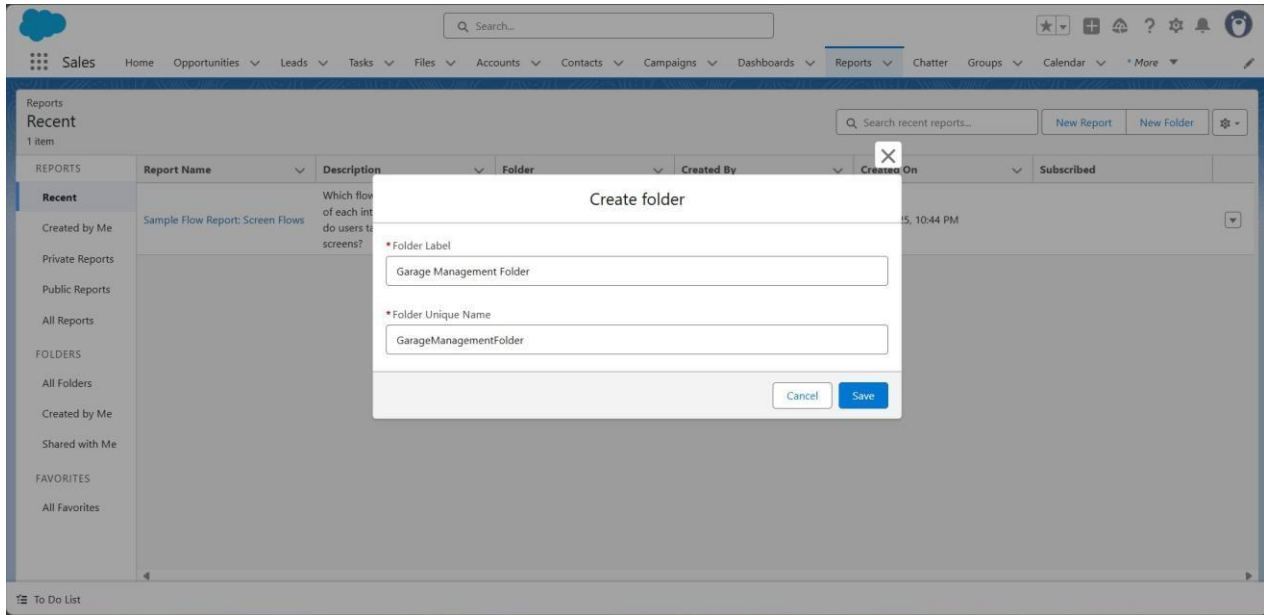 Search...
Sales Home Opportunities Leads Tasks Files Accounts Contacts Campaigns Dashboards Reports Chatter Groups Calendar * More
Reports
Recent
1 item
Search recent reports...
New Report New Folder
REPORTS
Recent
Created by Me
Private Reports
Public Reports
All Reports
FOLDERS
All Folders
Created by Me
Shared with Me
FAVORITES
All Favorites
Report Name Description Folder Created By Created On Subscribed
Sample Flow Report: Screen Flows
Which flow
of each int
do users ta
screens?
5, 10:44 PM
Create folder
*Folder Label
Garage Management Folder
*Folder Unique Name
GarageManagementFolder
Cancel Save
To Do List